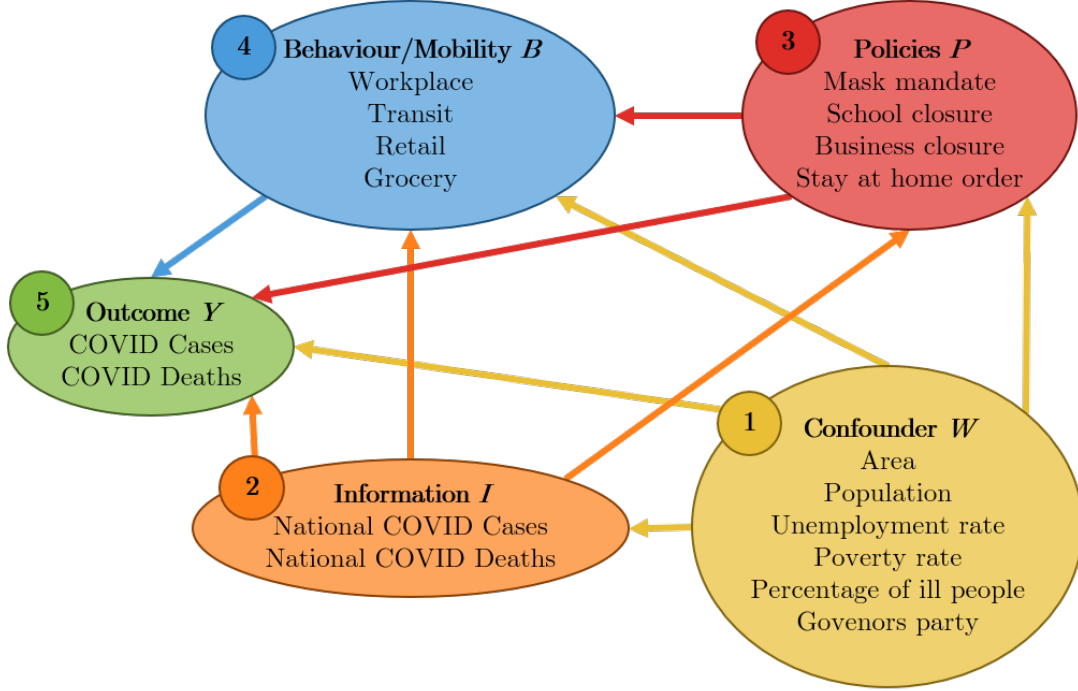 4
Behaviour/Mobility B
Workplace
Transit
Retail
Grocery
3
Policies P
Mask mandate
School closure
Business closure
Stay at home order
5
Outcome Y
COVID Cases
COVID Deaths
1
Confounder W
Area
Population
Unemployment rate
Poverty rate
Percentage of ill people
Govenors party
2
Information I
National COVID Cases
National COVID Deaths